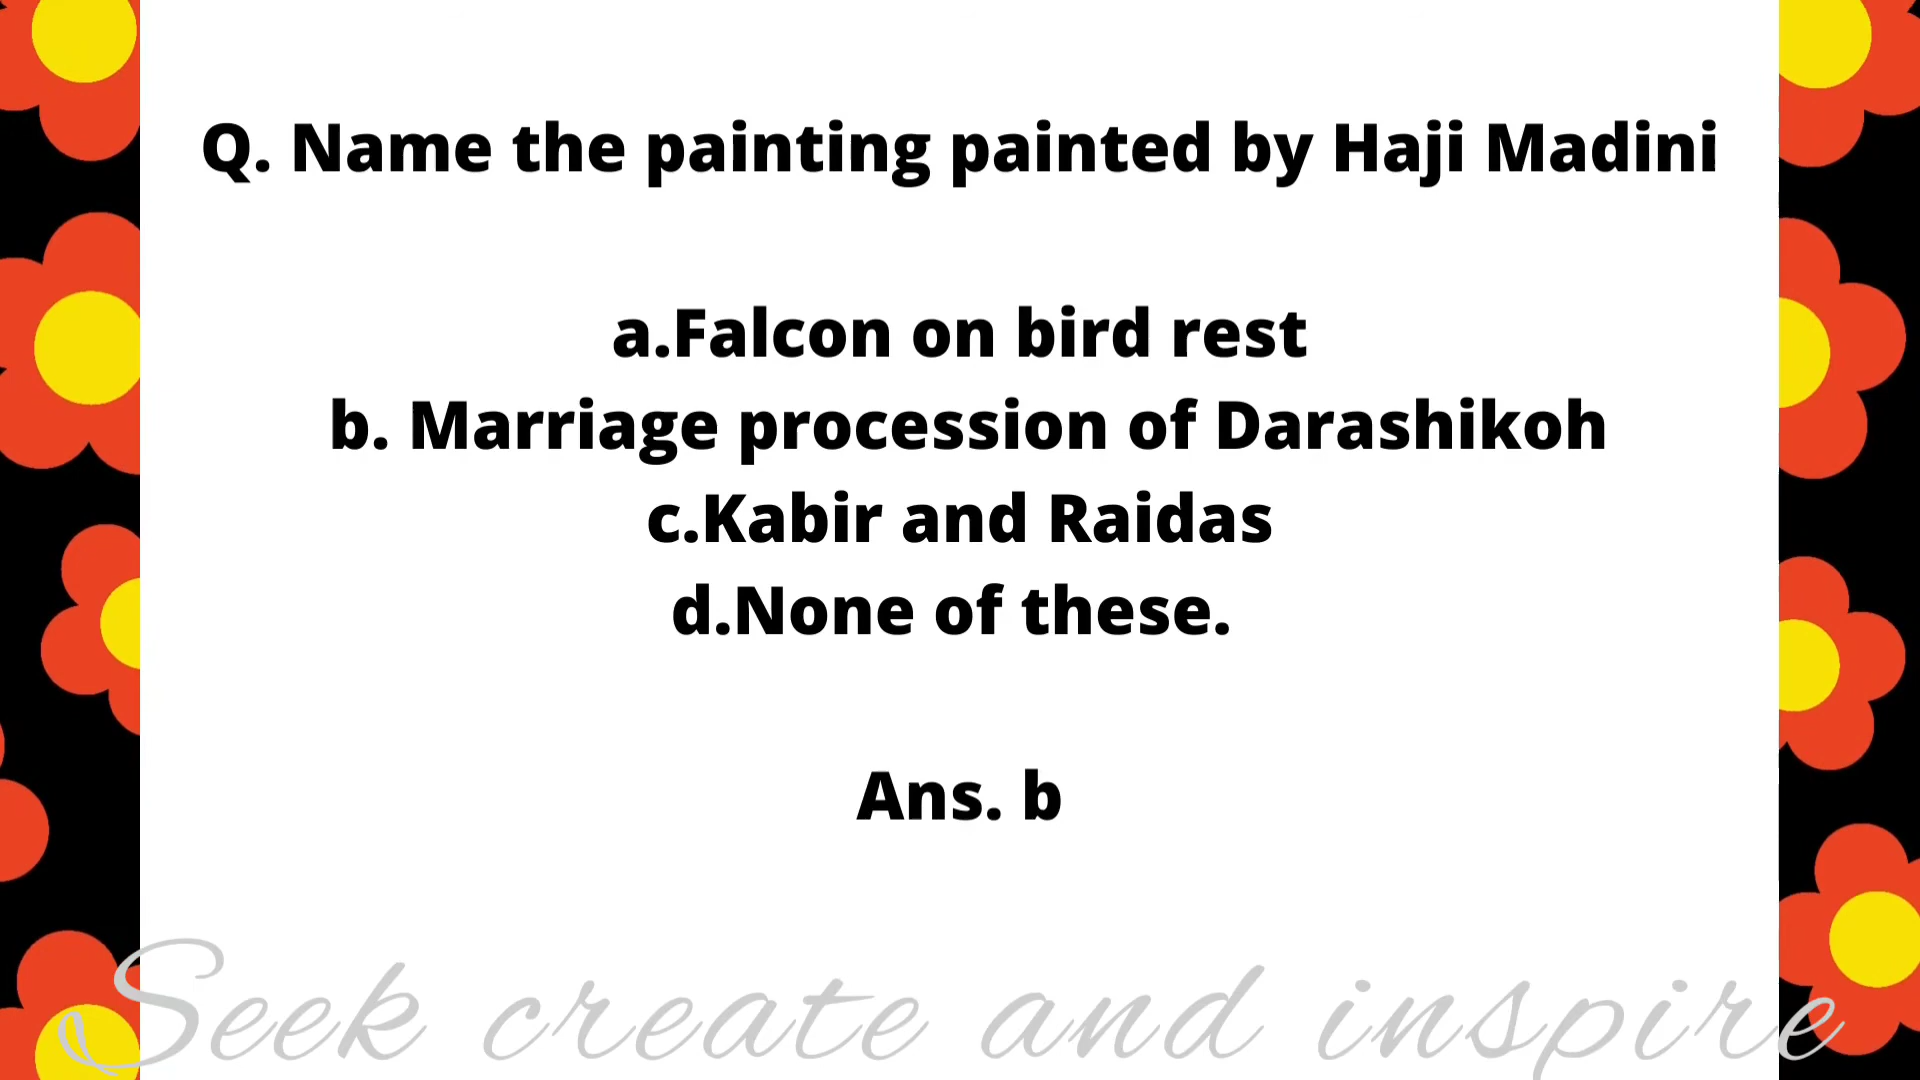 Q. Name the painting painted by Haji Madini
a.Falcon on bird rest
b. Marriage procession of Darashikoh
c.Kabir and Raidas
d.None of these.
Ans. b
Seek create and inspire